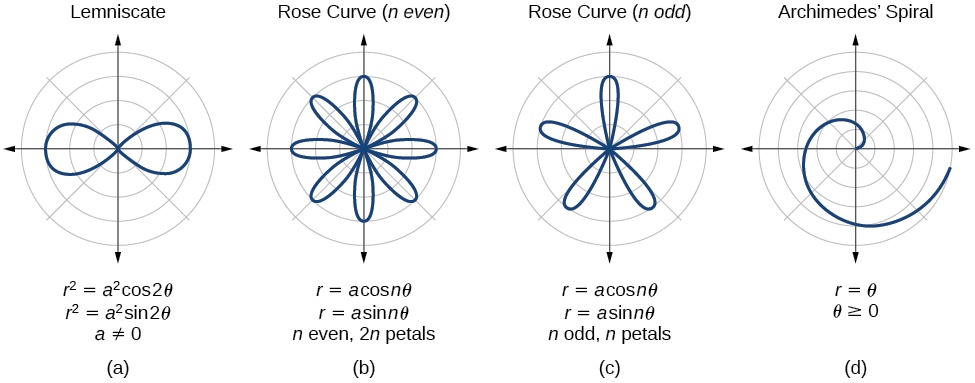 Lemniscate
r² = a²cos2θ
r² = a²sin2θ
a ≠ 0
(a)
Rose Curve (n even)
r = acosnθ
r = asinnθ
n even, 2n petals
(b)
Rose Curve (n odd)
r = acosnθ
r = asinnθ
n odd, n petals
(c)
Archimedes’ Spiral
r = θ
θ ≥ 0
(d)